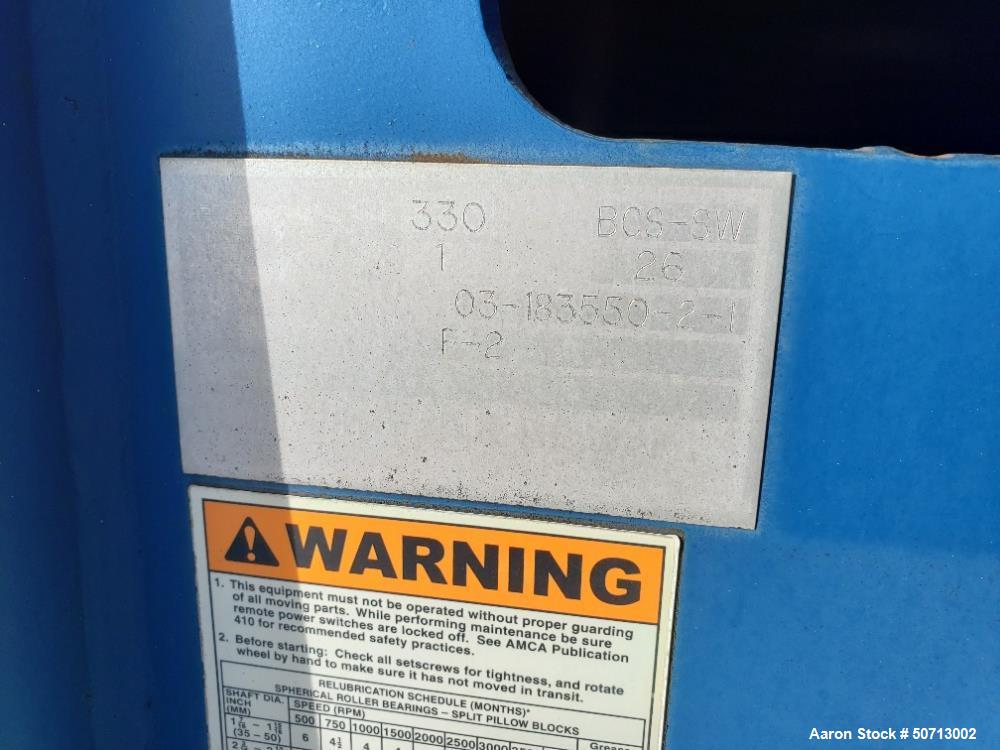 330 BCS-SW
1 26
03-183550-2-1
F-2
WARNING
1. This equipment must not be operated without proper guarding
of all moving parts. While performing maintenance be sure
remote power switches are locked off. See AMCA Publication
410 for recommended safety practices.
2. Before starting: Check all setscrews for tightness, and rotate
wheel by hand to make sure it has not moved in transit.
RELUBRICATION SCHEDULE (MONTHS)*
SPHERICAL ROLLER BEARINGS – SPLIT PILLOW BLOCKS
SHAFT DIA. SPEED (RPM)
INCH
(MM) 500 750 1000 1500 2000 2500 3000 Grease
(35 - 50) 6 4½ 4
Aaron Stock # 50713002